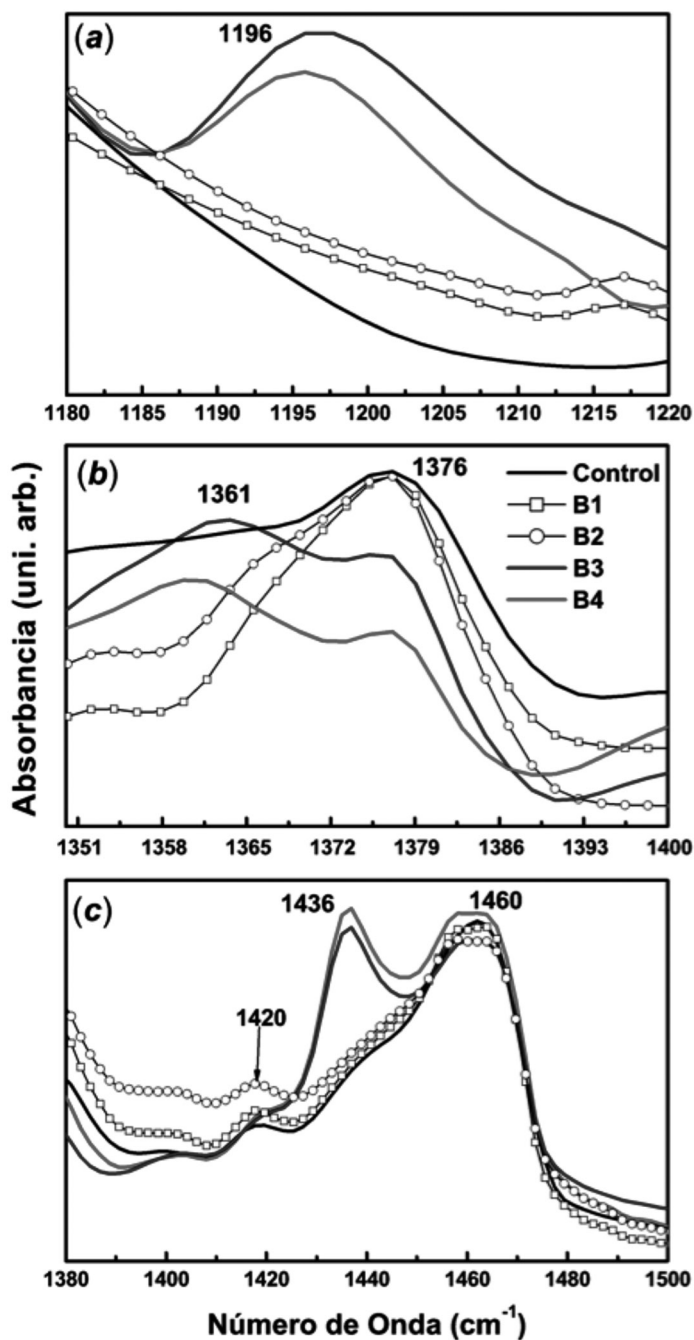 (a)
1196
1180 1185 1190 1195 1200 1205 1210 1215 1220
(b)
1361
1376
Control
B1
B2
B3
B4
1351 1358 1365 1372 1379 1386 1393 1400
Absorbancia (uni. arb.)
(c)
1436
1460
1420
1380 1400 1420 1440 1460 1480 1500
Número de Onda (cm⁻¹)